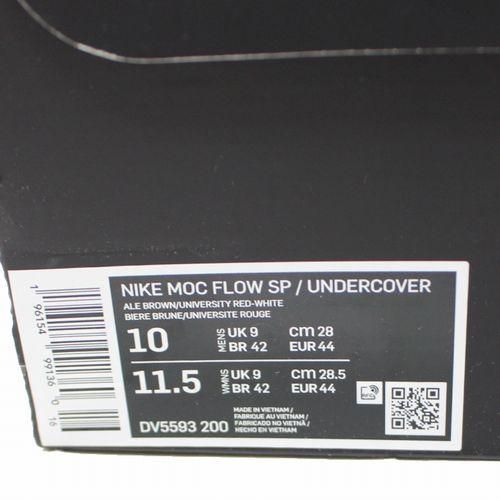 NIKE MOC FLOW SP / UNDERCOVER
ALE BROWN/UNIVERSITY RED-WHITE
BIERE BRUNE/UNIVERSITE ROUGE
10 MENS UK 9 cm 28
BR 42 EUR 44
11.5 WMNS UK 9 cm 28.5
BR 42 EUR 44
DV5593 200
MADE IN VIETNAM /
FABRIQUE AU VIETNAM /
FABRICADO NO VIETNÃ /
HECHO EN VIETNAM
1 96154 99136 0 16